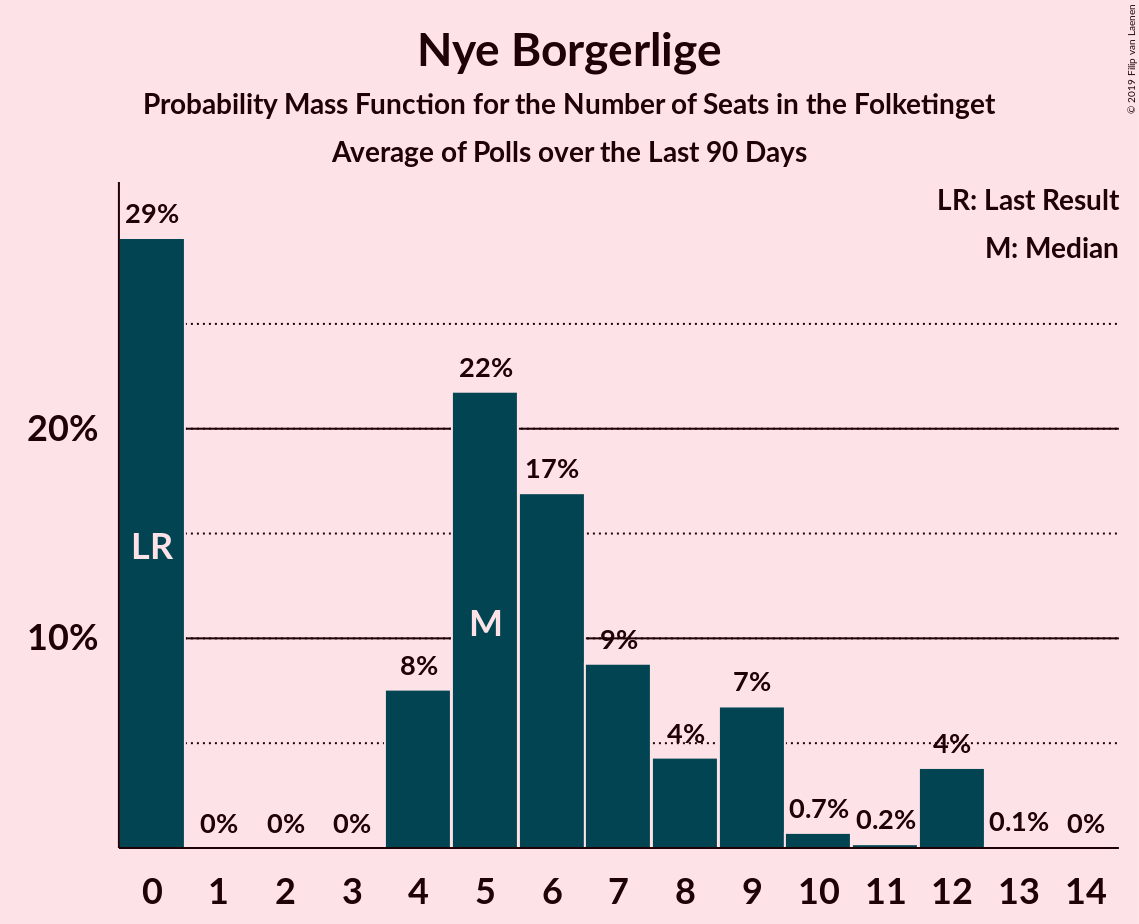 Nye Borgerlige
Probability Mass Function for the Number of Seats in the Folketinget
Average of Polls over the Last 90 Days
© 2019 Filip van Laenen
LR: Last Result
M: Median
29%
22%
20%
17%
LR
M
10%
9%
8%
7%
4%
4%
0%
0%
0%
0.7%
0.2%
0.1%
0%
0 1 2 3 4 5 6 7 8 9 10 11 12 13 14